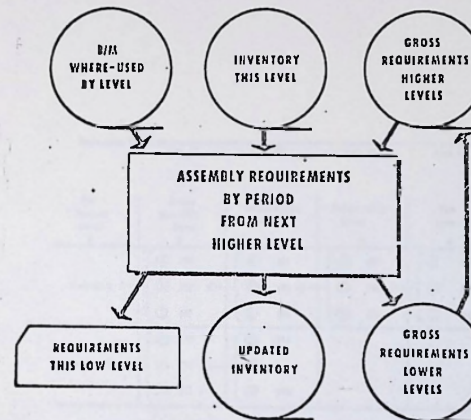 B/M
WHERE-USED
BY LEVEL
INVENTORY
THIS LEVEL
GROSS
REQUIREMENTS
HIGHER
LEVELS
ASSEMBLY REQUIREMENTS
BY PERIOD
FROM NEXT
HIGHER LEVEL
REQUIREMENTS
THIS LOW LEVEL
UPDATED
INVENTORY
GROSS
REQUIREMENTS
LOWER
LEVELS